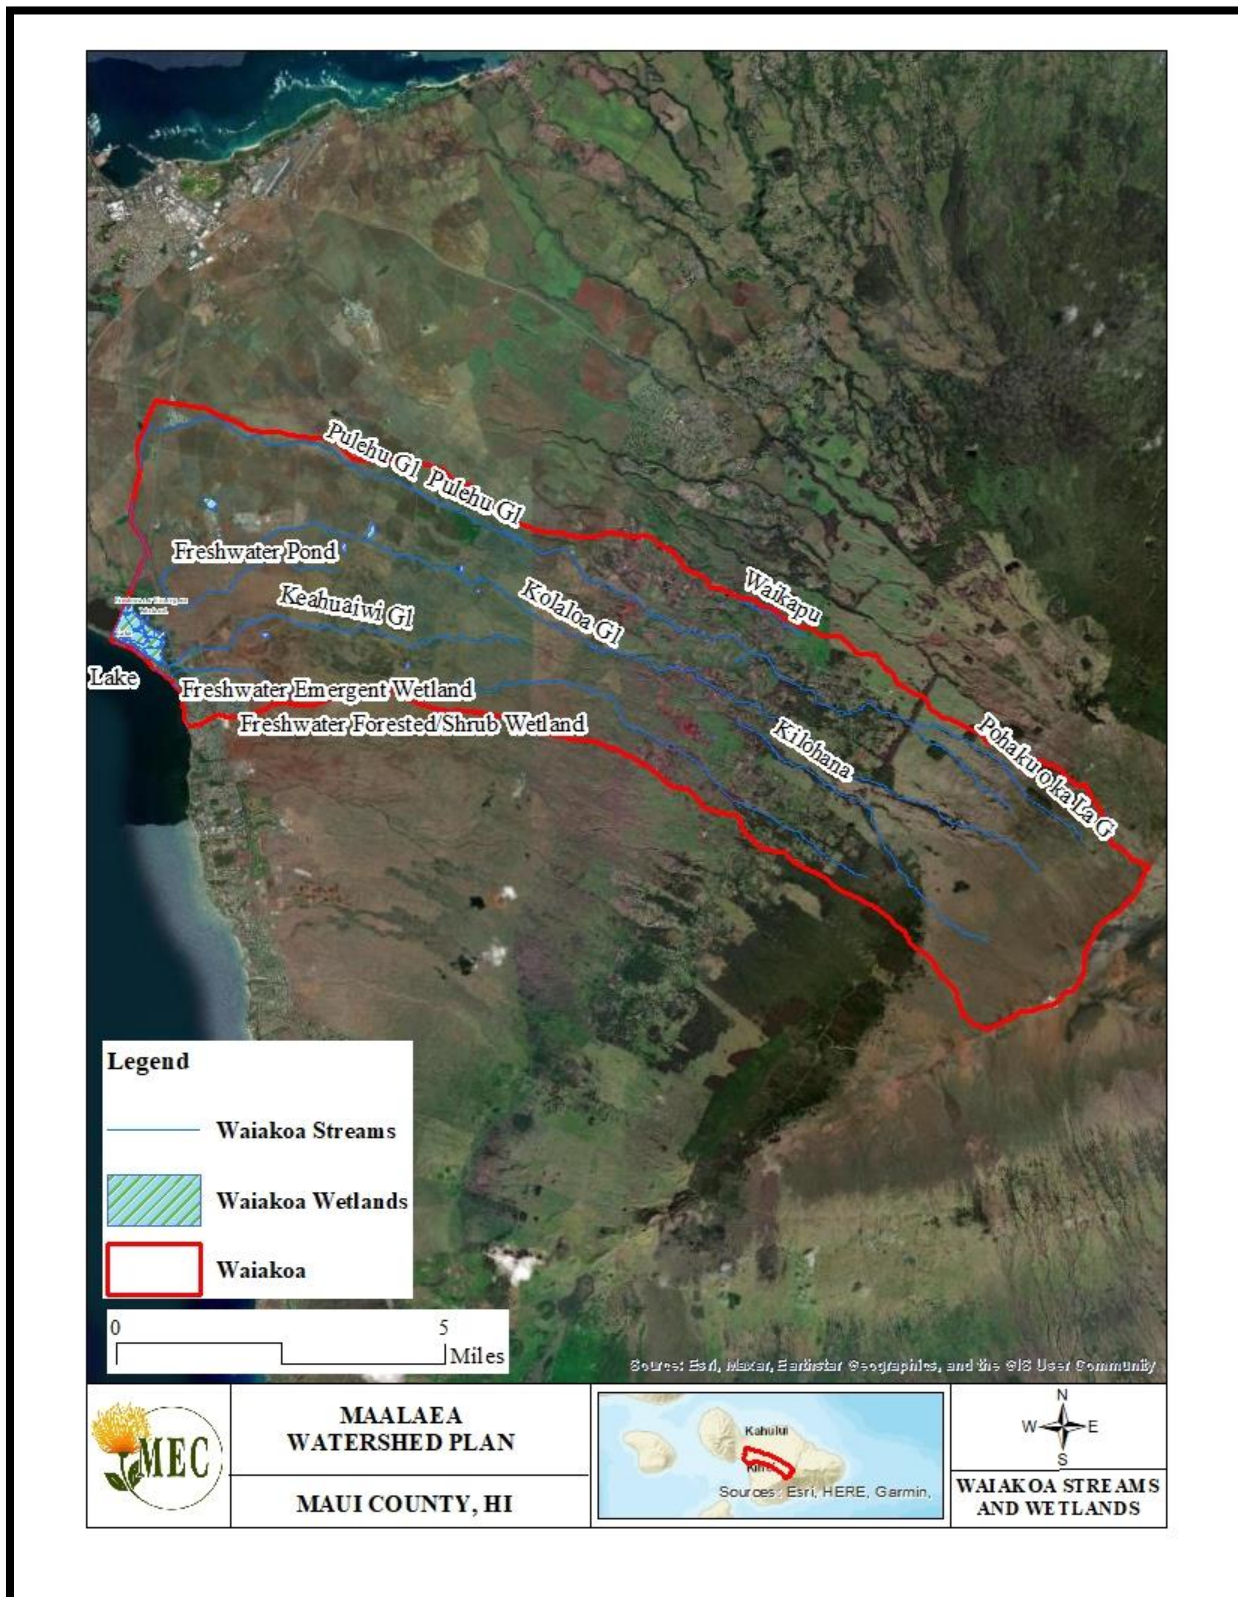 Pulehu Gl Pulehu Gl
Freshwater Pond
Keahuaiwi Gl
Kolaloa Gl
Waikapu
Lake
Freshwater Emergent Wetland
Freshwater Forested/Shrub Wetland
Kilohana
Pohakuoka La G
Legend
Waiakoa Streams
Waiakoa Wetlands
Waiakoa
0 5
Miles
Source: Esri, Maxar, Earthstar Geographics, and the GIS User Community
MEC
MAALAEA
WATERSHED PLAN
MAUI COUNTY, HI
Kahului
Sources: Esri, HERE, Garmin,
N
W E
S
WAIAKOA STREAMS
AND WETLANDS